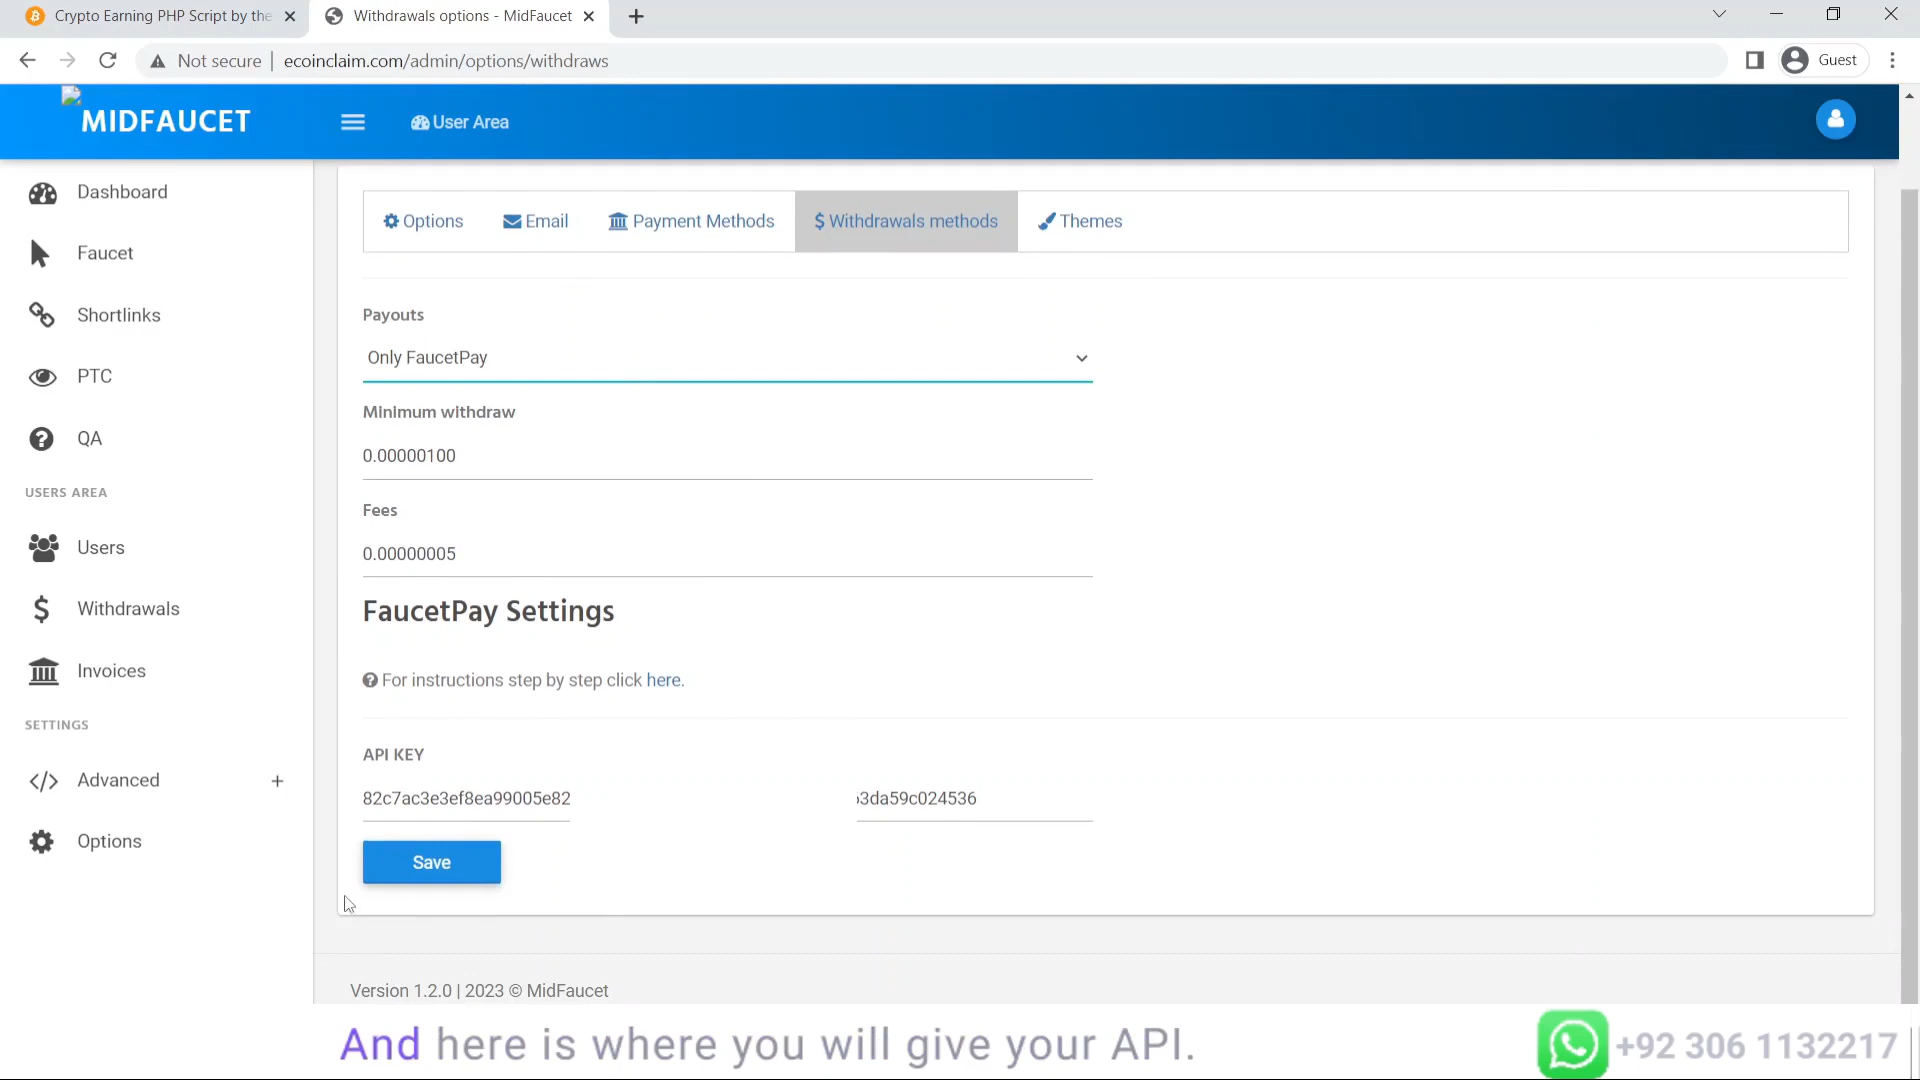 Crypto Earning PHP Script by the
Withdrawals options - MidFaucet
Not secure | ecoinclaim.com/admin/options/withdraws
Guest
MIDFAUCET
User Area
Dashboard
Faucet
Shortlinks
PTC
QA
USERS AREA
Users
Withdrawals
Invoices
SETTINGS
Advanced +
Options
Options Email Payment Methods $ Withdrawals methods Themes
Payouts
Only FaucetPay
Minimum withdraw
0.00000100
Fees
0.00000005
FaucetPay Settings
For instructions step by step click here.
API KEY
82c7ac3e3ef8ea99005e82 3da59c024536
Save
Version 1.2.0 | 2023 © MidFaucet
And here is where you will give your API.
+92 306 1132217